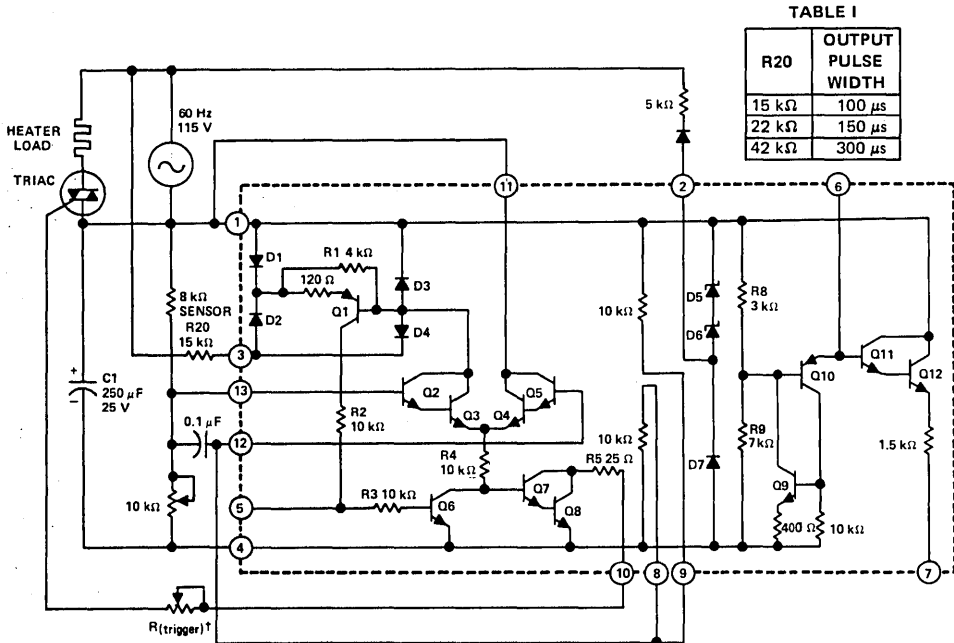 TABLE I
R20
OUTPUT
PULSE
WIDTH
15 kΩ
100 μs
22 kΩ
150 μs
42 kΩ
300 μs
60 Hz
115 V
5 kΩ
HEATER
LOAD
TRIAC
11
2
6
1
D1
R1 4 kΩ
120 Ω
D3
Q1
D2
D4
8 kΩ
SENSOR
R20
15 kΩ
3
10 kΩ
D5
D6
R8
3 kΩ
Q11
Q12
Q10
C1
250 μF
25 V
+
−
13
Q2
Q3
Q4
Q5
0.1 μF
12
R2
10 kΩ
R4
10 kΩ
10 kΩ
R5 25 Ω
D7
R9
7 kΩ
1.5 kΩ
10 kΩ
5
R3 10 kΩ
Q6
Q7
Q8
Q9
400 Ω
10 kΩ
4
10
8
9
7
R(trigger)†